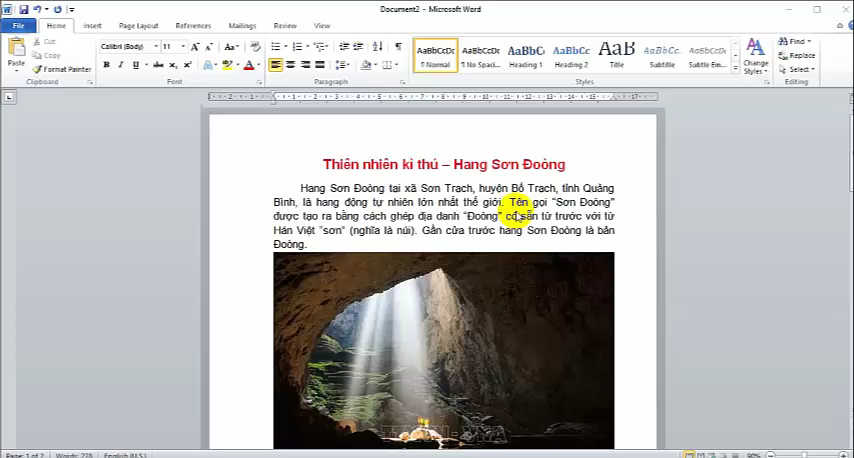 Document2 - Microsoft Word
File Home Insert Page Layout References Mailings Review View
Cut
Copy
Format Painter
Paste
Clipboard
Calibri (Body) 11
Font
Paragraph
AaBbCcDc AaBbCcDc AaBbC AaBbCc AaB AaBbCc. AaBbCcDc
¶ Normal ¶ No Spaci... Heading 1 Heading 2 Title Subtitle Subtle Em...
Change Styles
Styles
Find
Replace
Select
Editing
Thiên nhiên kì thú – Hang Sơn Đoòng
Hang Sơn Đoòng tại xã Sơn Trạch, huyện Bố Trạch, tỉnh Quảng
Bình, là hang động tự nhiên lớn nhất thế giới. Tên gọi "Sơn Đoòng"
được tạo ra bằng cách ghép địa danh "Đoòng" có sẵn từ trước với từ
Hán Việt "sơn" (nghĩa là núi). Gần cửa trước hang Sơn Đoòng là bản
Đoòng.
Page: 1 of 2 Words: 276 English (U.S.) 90%